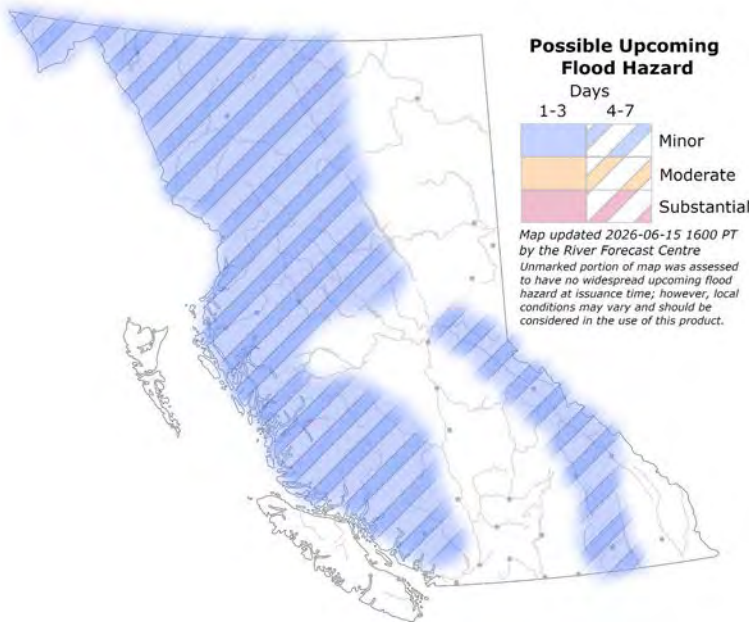 Possible Upcoming
Flood Hazard
Days
1-3 4-7
Minor
Moderate
Substantial
Map updated 2026-06-15 1600 PT
by the River Forecast Centre
Unmarked portion of map was assessed
to have no widespread upcoming flood
hazard at issuance time; however, local
conditions may vary and should be
considered in the use of this product.